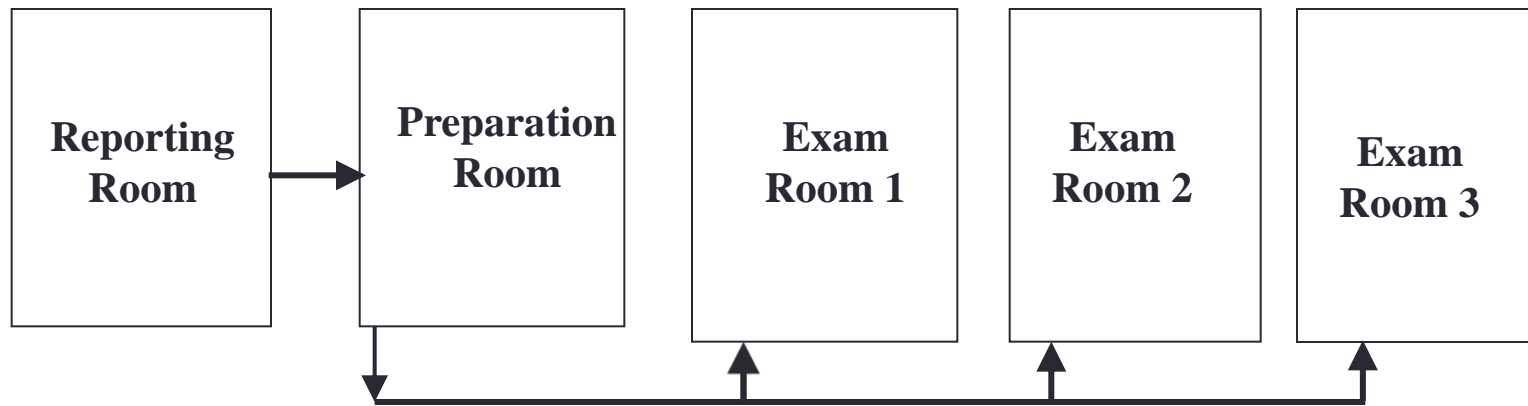 Reporting
Room
Preparation
Room
Exam
Room 1
Exam
Room 2
Exam
Room 3